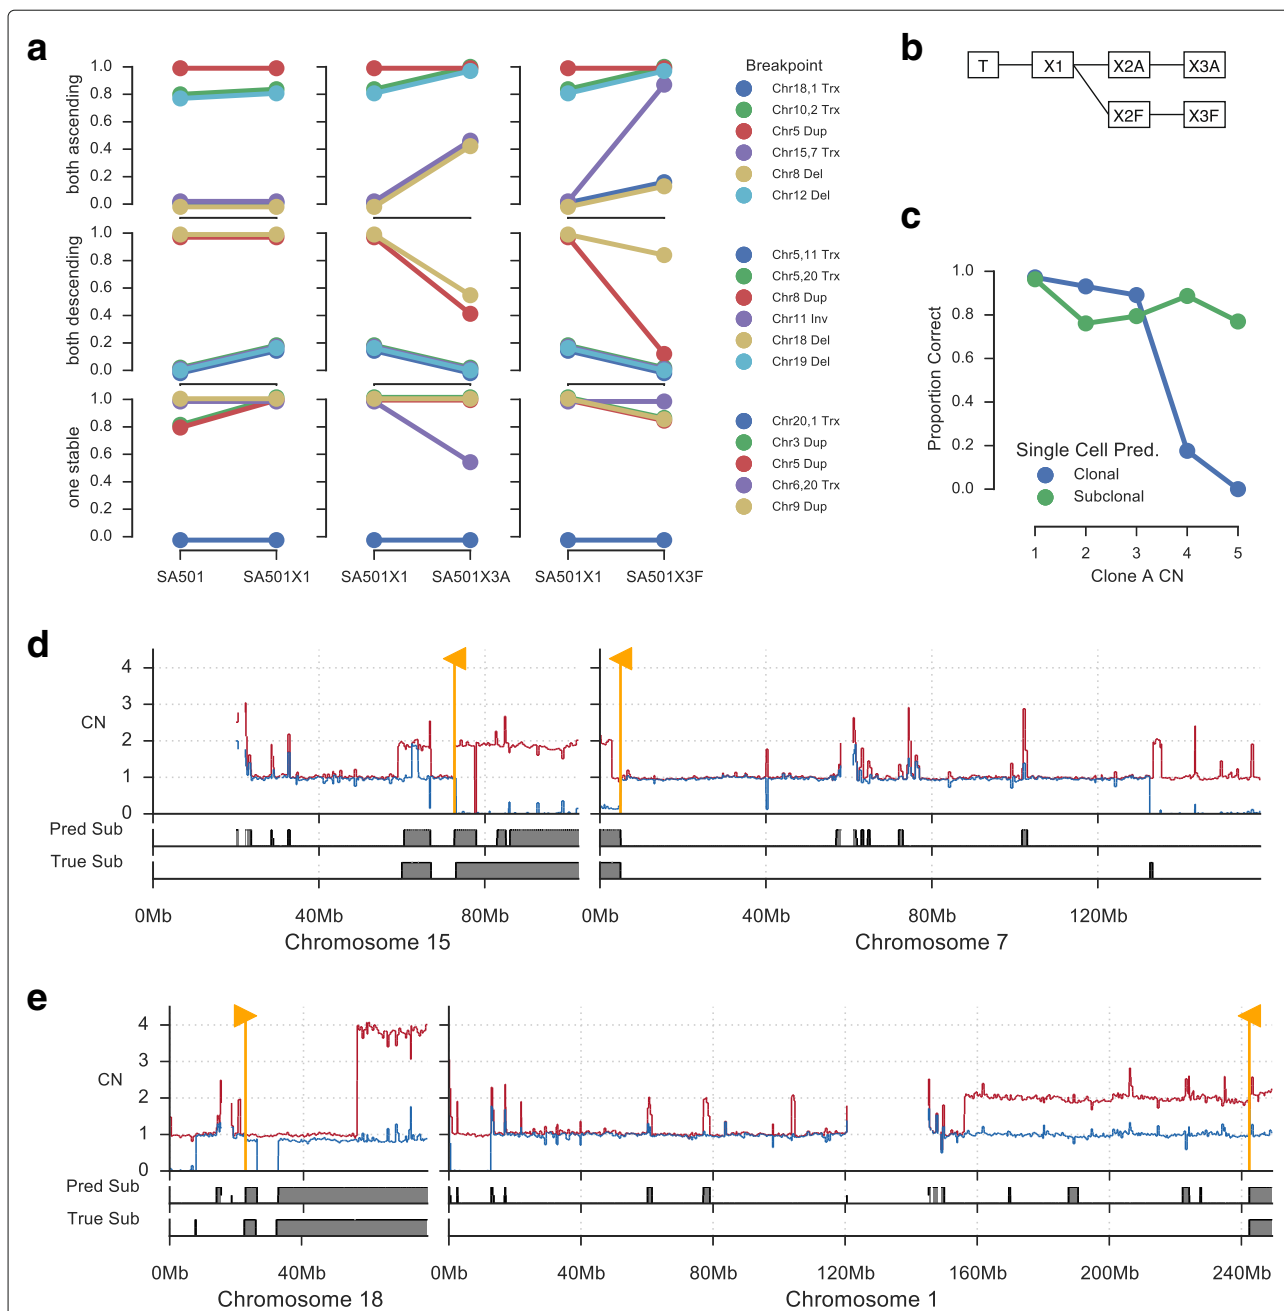 a
both ascending
1.0
0.8
0.6
0.4
0.2
0.0
Breakpoint
Chr18,1 Trx
Chr10,2 Trx
Chr5 Dup
Chr15,7 Trx
Chr8 Del
Chr12 Del
both descending
1.0
0.8
0.6
0.4
0.2
0.0
Chr5,11 Trx
Chr5,20 Trx
Chr8 Dup
Chr11 Inv
Chr18 Del
Chr19 Del
one stable
1.0
0.8
0.6
0.4
0.2
0.0
Chr20,1 Trx
Chr3 Dup
Chr5 Dup
Chr6,20 Trx
Chr9 Dup
SA501 SA501X1 SA501X1 SA501X3A SA501X1 SA501X3F
b
T X1 X2A X3A
X2F X3F
c
Proportion Correct
1.0
0.8
0.6
0.4
0.2
0.0
Single Cell Pred.
Clonal
Subclonal
1 2 3 4 5
Clone A CN
d
CN
4
3
2
1
0
Pred Sub
True Sub
0Mb 40Mb 80Mb 0Mb 40Mb 80Mb 120Mb
Chromosome 15 Chromosome 7
e
CN
4
3
2
1
0
Pred Sub
True Sub
0Mb 40Mb 0Mb 40Mb 80Mb 120Mb 160Mb 200Mb 240Mb
Chromosome 18 Chromosome 1